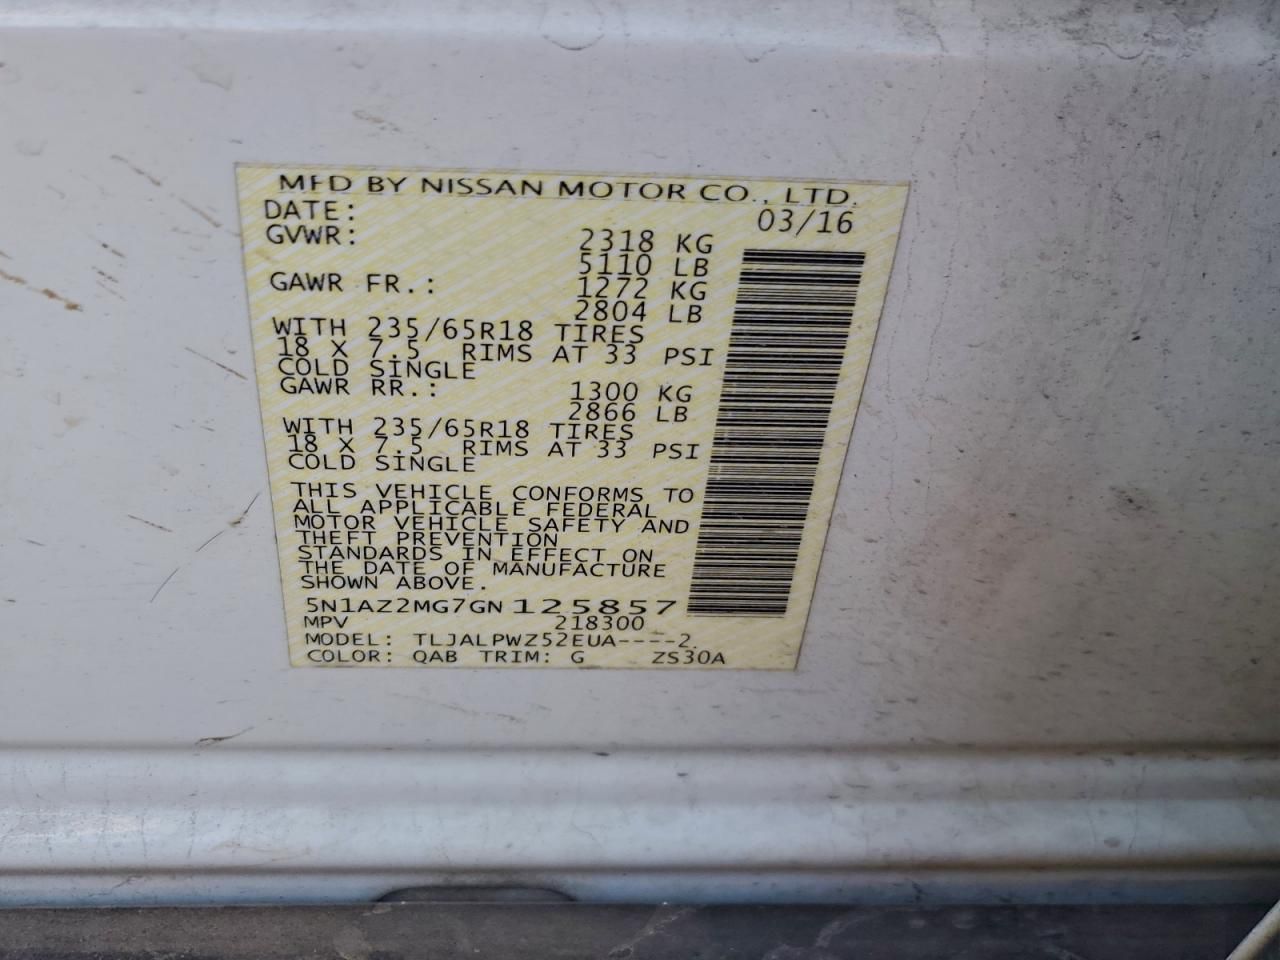 MFD BY NISSAN MOTOR CO., LTD.
DATE: 03/16
GVWR: 2318 KG
5110 LB
GAWR FR.: 1272 KG
2804 LB
WITH 235/65R18 TIRES
18 X 7.5 RIMS AT 33 PSI
COLD SINGLE
GAWR RR.: 1300 KG
2866 LB
WITH 235/65R18 TIRES
18 X 7.5 RIMS AT 33 PSI
COLD SINGLE
THIS VEHICLE CONFORMS TO
ALL APPLICABLE FEDERAL
MOTOR VEHICLE SAFETY AND
THEFT PREVENTION
STANDARDS IN EFFECT ON
THE DATE OF MANUFACTURE
SHOWN ABOVE.
5N1AZ2MG7GN125857
MPV 218300
MODEL: TLJALPWZ52EUA----2
COLOR: QAB TRIM: G ZS30A